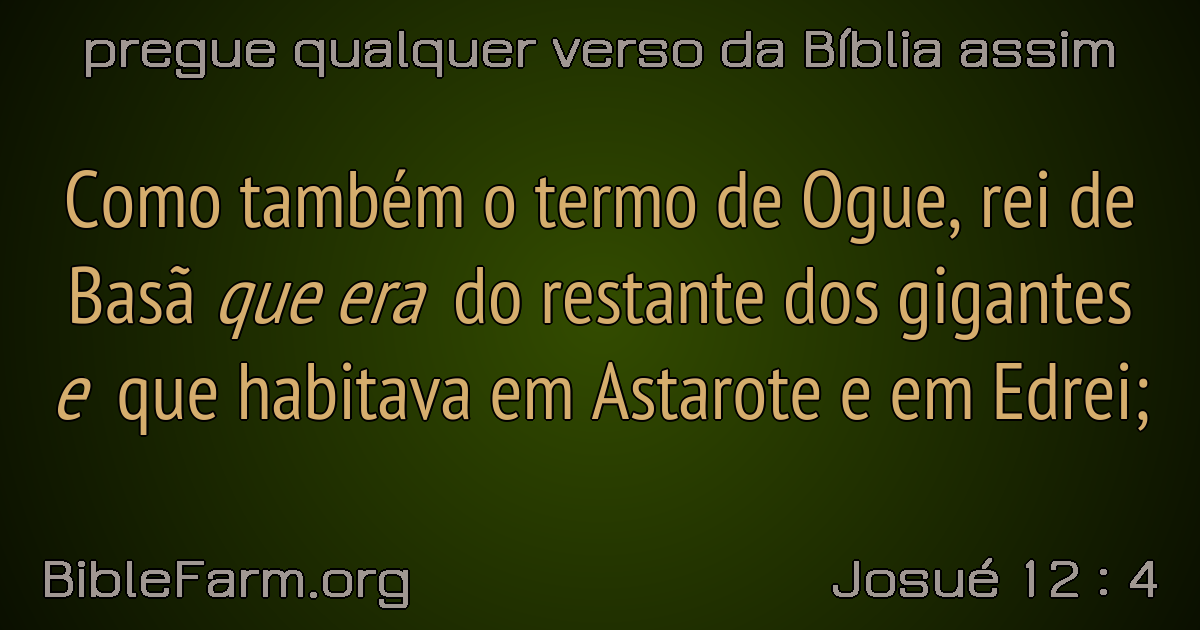 pregue qualquer verso da Bíblia assim
Como também o termo de Ogue, rei de
Basã que era do restante dos gigantes
e que habitava em Astarote e em Edrei;
BibleFarm.org
Josué 12 : 4